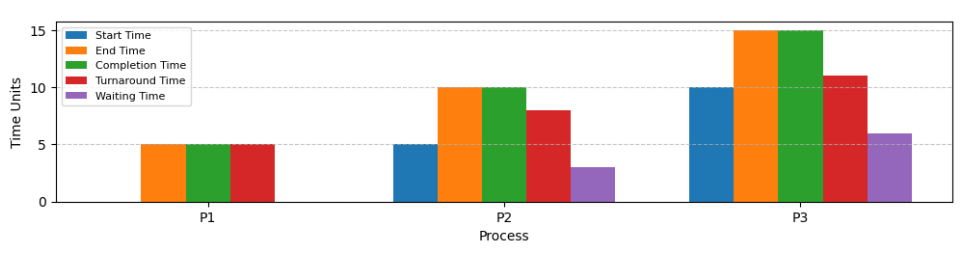 15
10
5
0
Time Units
Start Time
End Time
Completion Time
Turnaround Time
Waiting Time
P1 P2 P3
Process